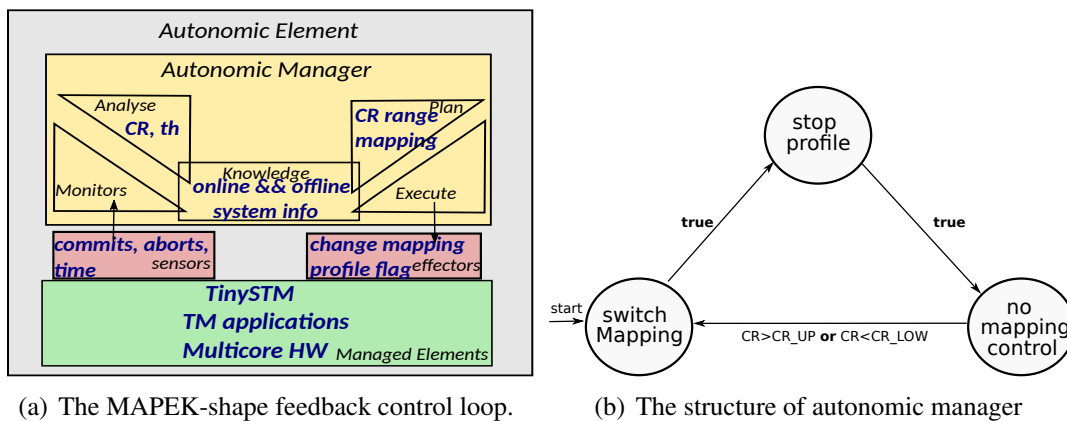 Autonomic Element
Autonomic Manager
Analyse
CR, th
Plan
CR range
mapping
Knowledge
online && offline
system info
Monitors
Execute
commits, aborts,
time
sensors
change mapping
profile flag
effectors
TinySTM
TM applications
Multicore HW
Managed Elements
(a) The MAPEK-shape feedback control loop.
stop
profile
true
true
start
switch
Mapping
no
mapping
control
CR>CR_UP or CR<CR_LOW
(b) The structure of autonomic manager